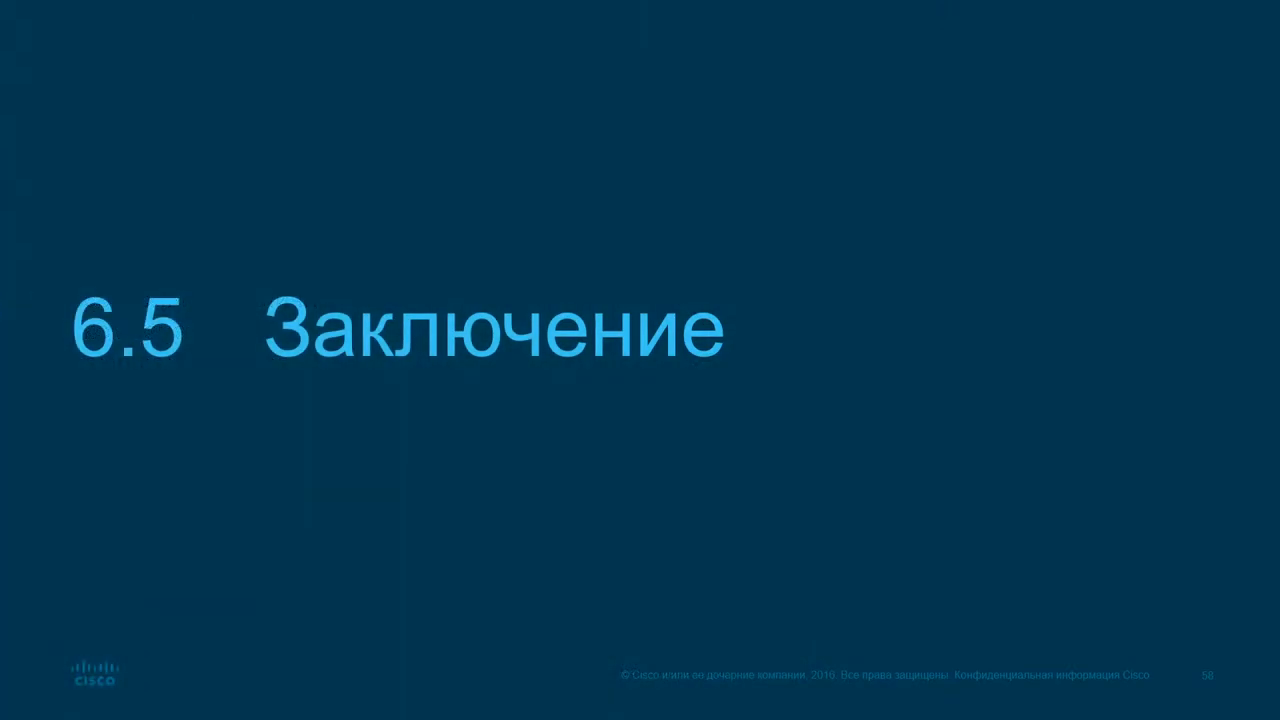 6.5 Заключение
cisco
© Cisco и/или ее дочерние компании, 2016. Все права защищены. Конфиденциальная информация Cisco
58